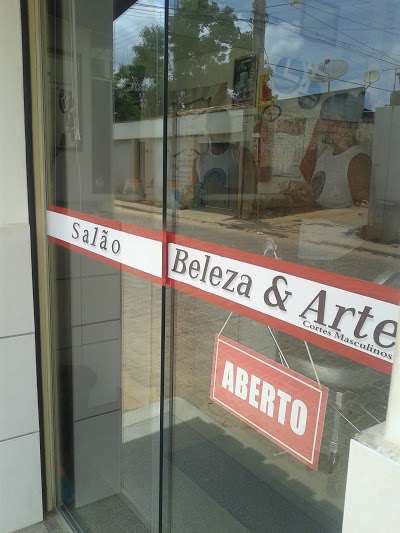 Salão
Beleza & Arte
Cortes Masculinos
ABERTO